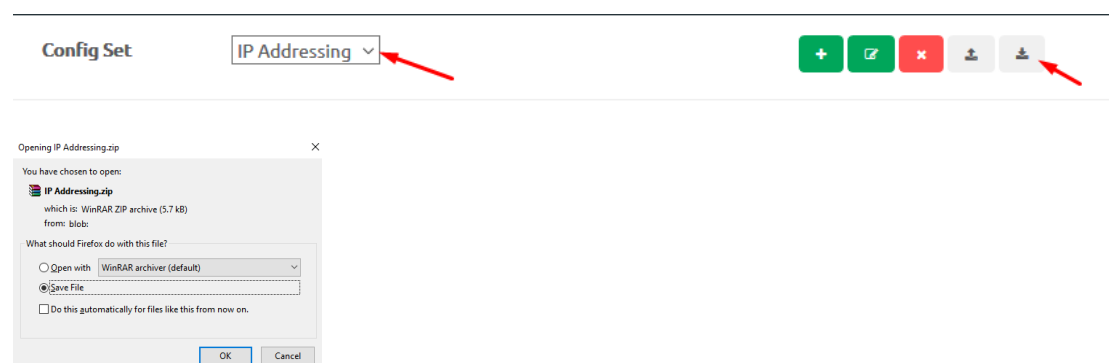 Config Set
IP Addressing
Opening IP Addressing.zip
You have chosen to open:
IP Addressing.zip
which is: WinRAR ZIP archive (5.7 kB)
from: blob:
What should Firefox do with this file?
Open with WinRAR archiver (default)
Save File
Do this automatically for files like this from now on.
OK Cancel